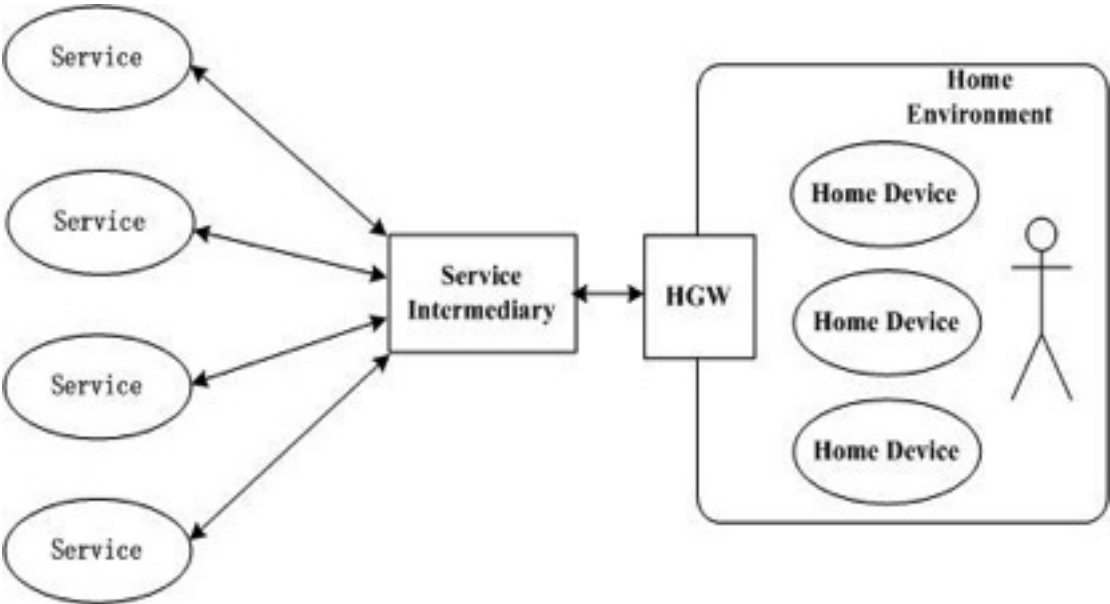 Service
Service
Service
Service
Service
Intermediary
HGW
Home
Environment
Home Device
Home Device
Home Device